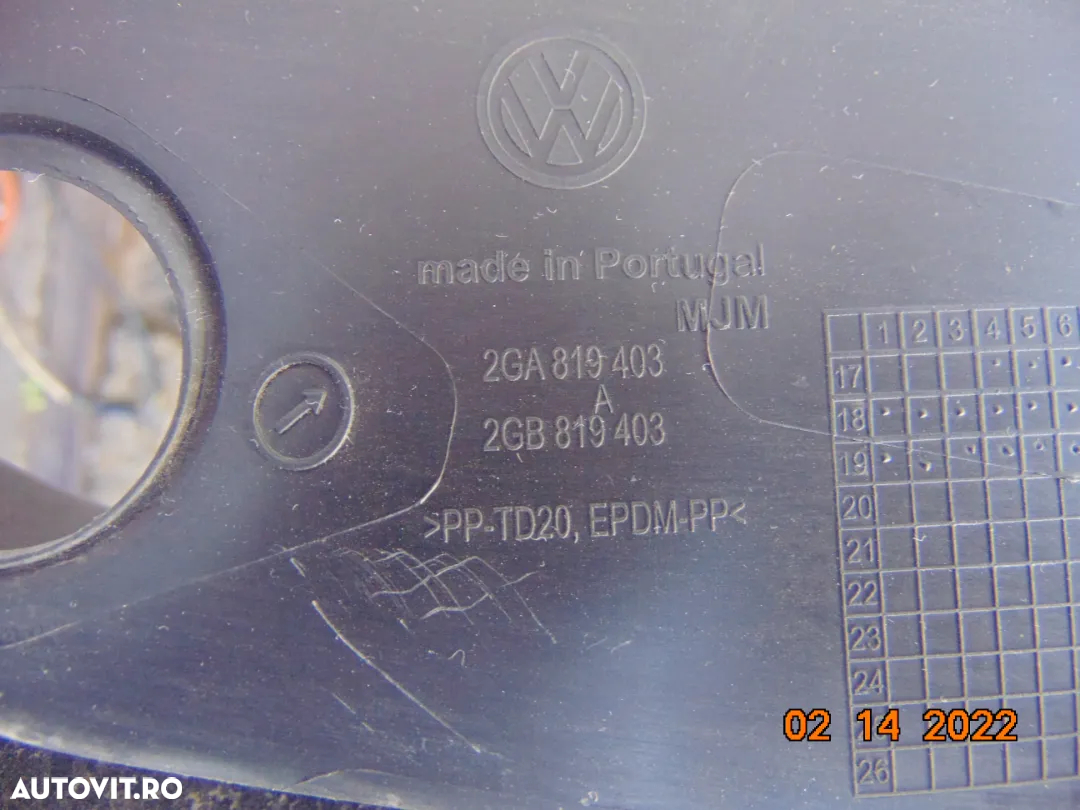 made in Portugal
MJM
2GA 819 403
A
2GB 819 403
>PP-TD20, EPDM-PP<
1 2 3 4 5 6
17
18
19
20
21
22
23
24
26
02 14 2022
AUTOVIT.RO